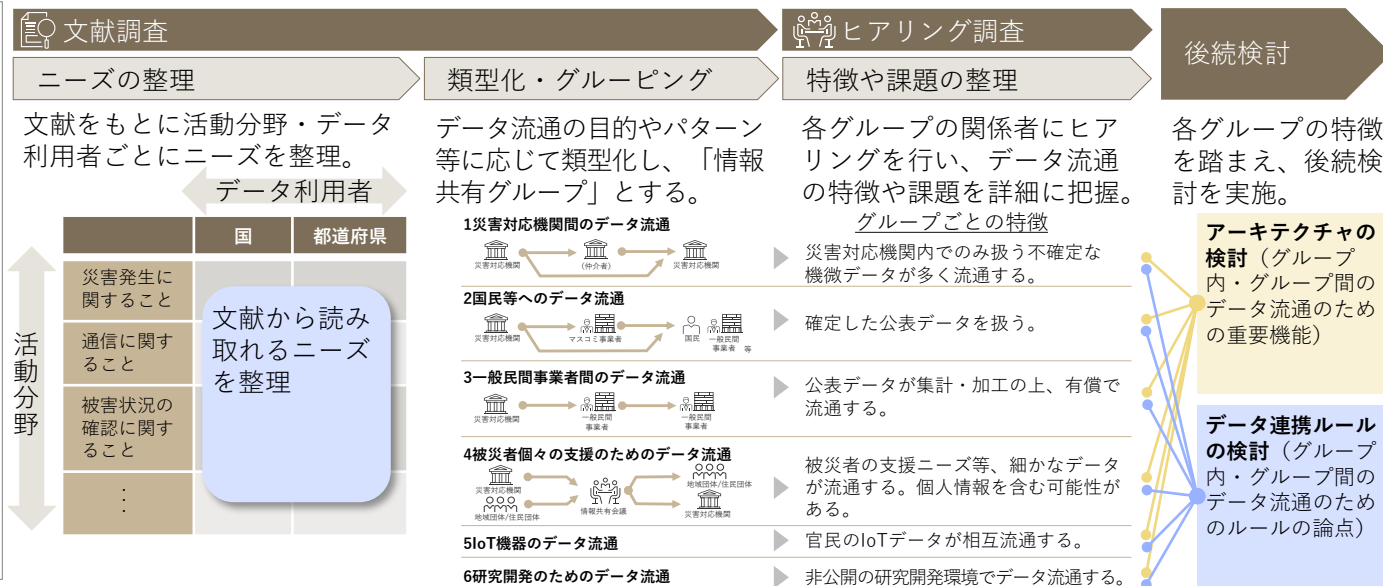 文献調査
ヒアリング調査
後続検討
ニーズの整理
類型化・グルーピング
特徴や課題の整理
文献をもとに活動分野・データ
利用者ごとにニーズを整理。
データ利用者
国
都道府県
活動分野
災害発生に
関すること
通信に関す
ること
被害状況の
確認に関す
ること
：
文献から読み
取れるニーズ
を整理
データ流通の目的やパターン
等に応じて類型化し、「情報
共有グループ」とする。
1災害対応機関間のデータ流通
災害対応機関
(仲介者)
災害対応機関
2国民等へのデータ流通
災害対応機関
マスコミ事業者
国民
一般民間
事業者 等
3一般民間事業者間のデータ流通
災害対応機関
一般民間
事業者
一般民間
事業者
4被災者個々の支援のためのデータ流通
災害対応機関
地域団体/住民団体
情報共有会議
地域団体/住民団体
災害対応機関
5IoT機器のデータ流通
6研究開発のためのデータ流通
各グループの関係者にヒア
リングを行い、データ流通
の特徴や課題を詳細に把握。
グループごとの特徴
災害対応機関内でのみ扱う不確定な
機微データが多く流通する。
確定した公表データを扱う。
公表データが集計・加工の上、有償で
流通する。
被災者の支援ニーズ等、細かなデータ
が流通する。個人情報を含む可能性が
ある。
官民のIoTデータが相互流通する。
非公開の研究開発環境でデータ流通する。
各グループの特徴
を踏まえ、後続検
討を実施。
アーキテクチャの
検討（グループ
内・グループ間の
データ流通のため
の重要機能）
データ連携ルール
の検討（グループ
内・グループ間の
データ流通のため
のルールの論点）